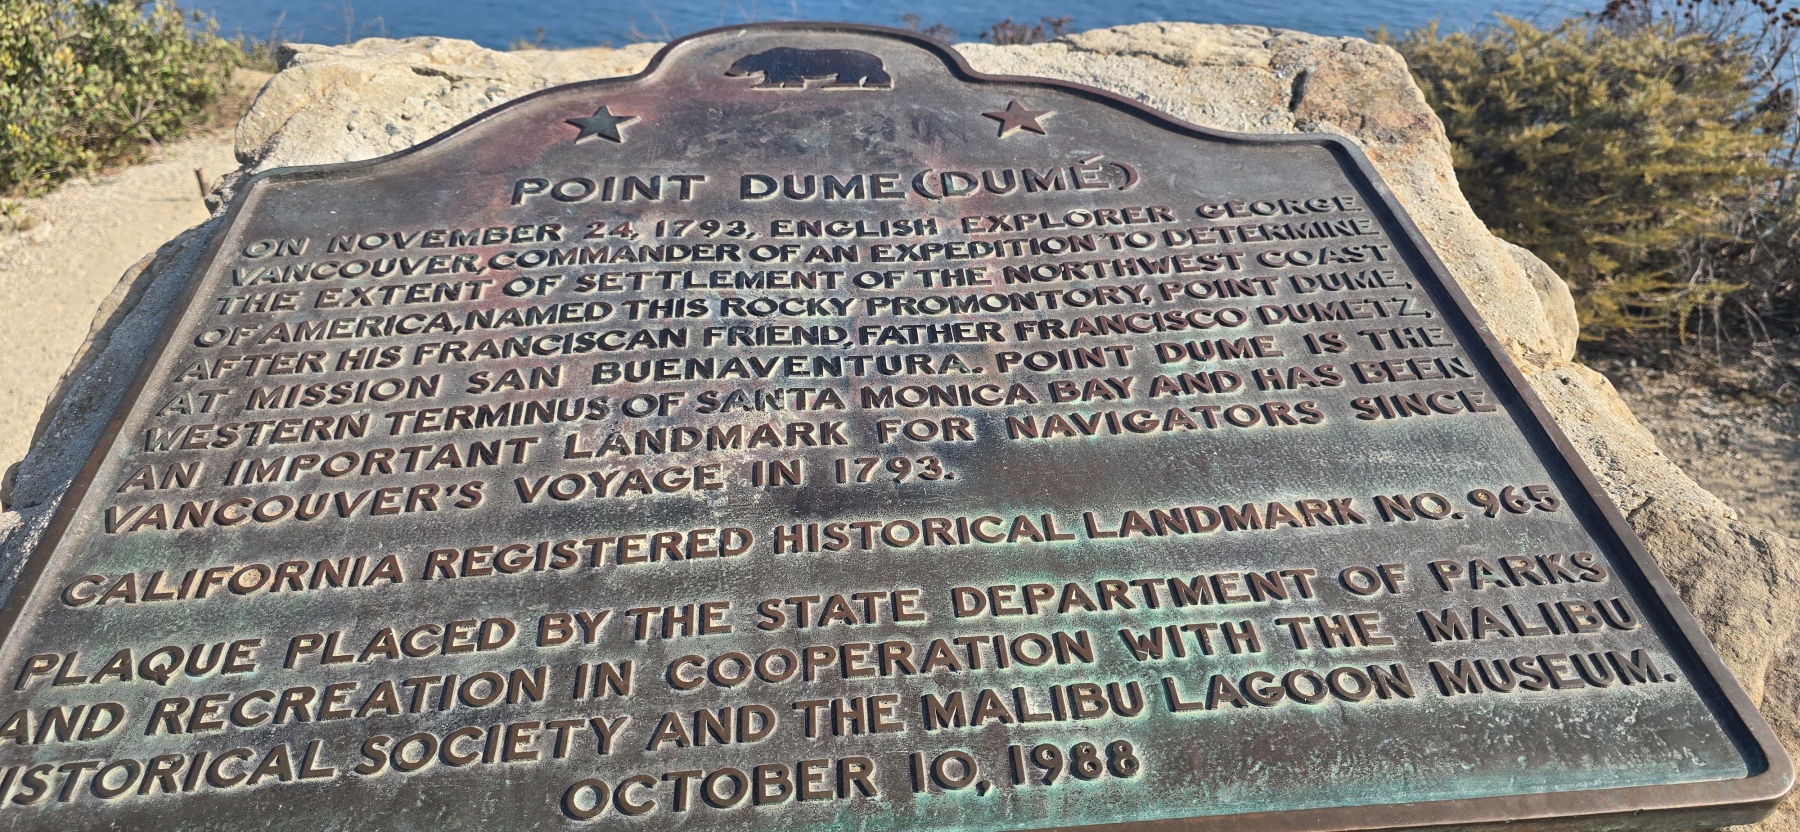 POINT DUME (DUMÉ)
ON NOVEMBER 24, 1793, ENGLISH EXPLORER GEORGE
VANCOUVER, COMMANDER OF AN EXPEDITION TO DETERMINE
THE EXTENT OF SETTLEMENT OF THE NORTHWEST COAST
OF AMERICA, NAMED THIS ROCKY PROMONTORY, POINT DUME,
AFTER HIS FRANCISCAN FRIEND, FATHER FRANCISCO DUMETZ,
AT MISSION SAN BUENAVENTURA. POINT DUME IS THE
WESTERN TERMINUS OF SANTA MONICA BAY AND HAS BEEN
AN IMPORTANT LANDMARK FOR NAVIGATORS SINCE
VANCOUVER'S VOYAGE IN 1793.
CALIFORNIA REGISTERED HISTORICAL LANDMARK NO. 965
PLAQUE PLACED BY THE STATE DEPARTMENT OF PARKS
AND RECREATION IN COOPERATION WITH THE MALIBU
HISTORICAL SOCIETY AND THE MALIBU LAGOON MUSEUM.
OCTOBER 10, 1988